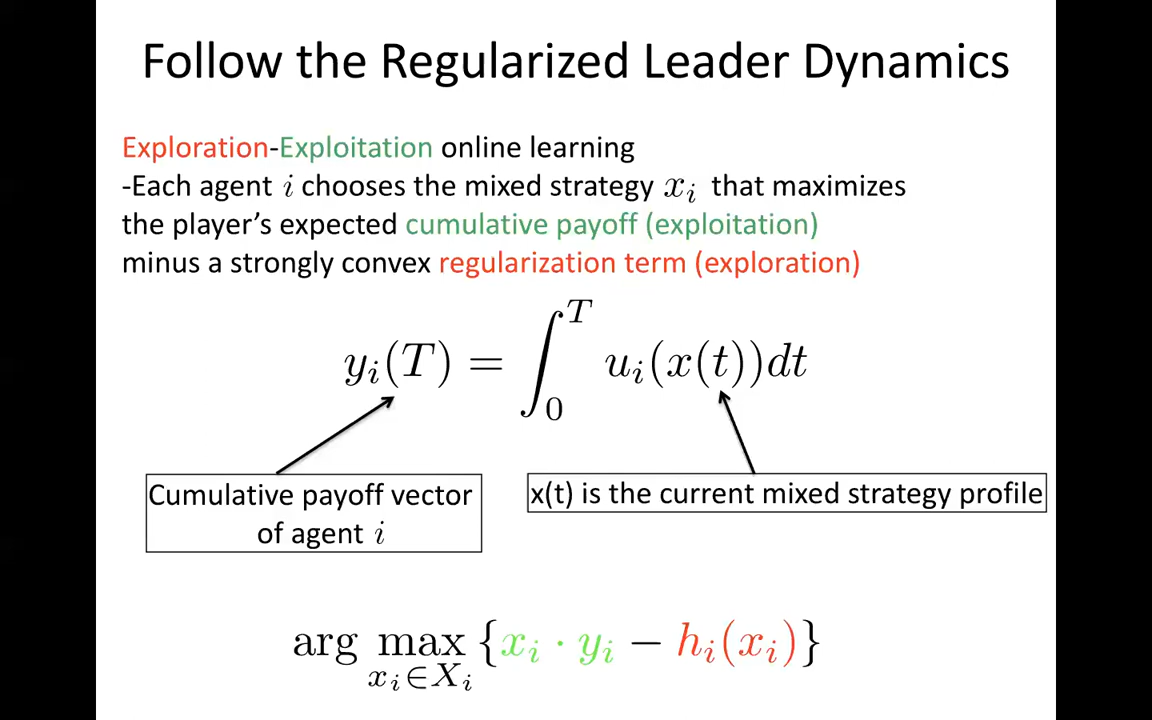 Follow the Regularized Leader Dynamics
Exploration-Exploitation online learning
-Each agent i chooses the mixed strategy x_i that maximizes
the player’s expected cumulative payoff (exploitation)
minus a strongly convex regularization term (exploration)
y_i(T) = ∫_0^T u_i(x(t))dt
Cumulative payoff vector
of agent i
x(t) is the current mixed strategy profile
arg max_{x_i∈X_i} {x_i · y_i − h_i(x_i)}